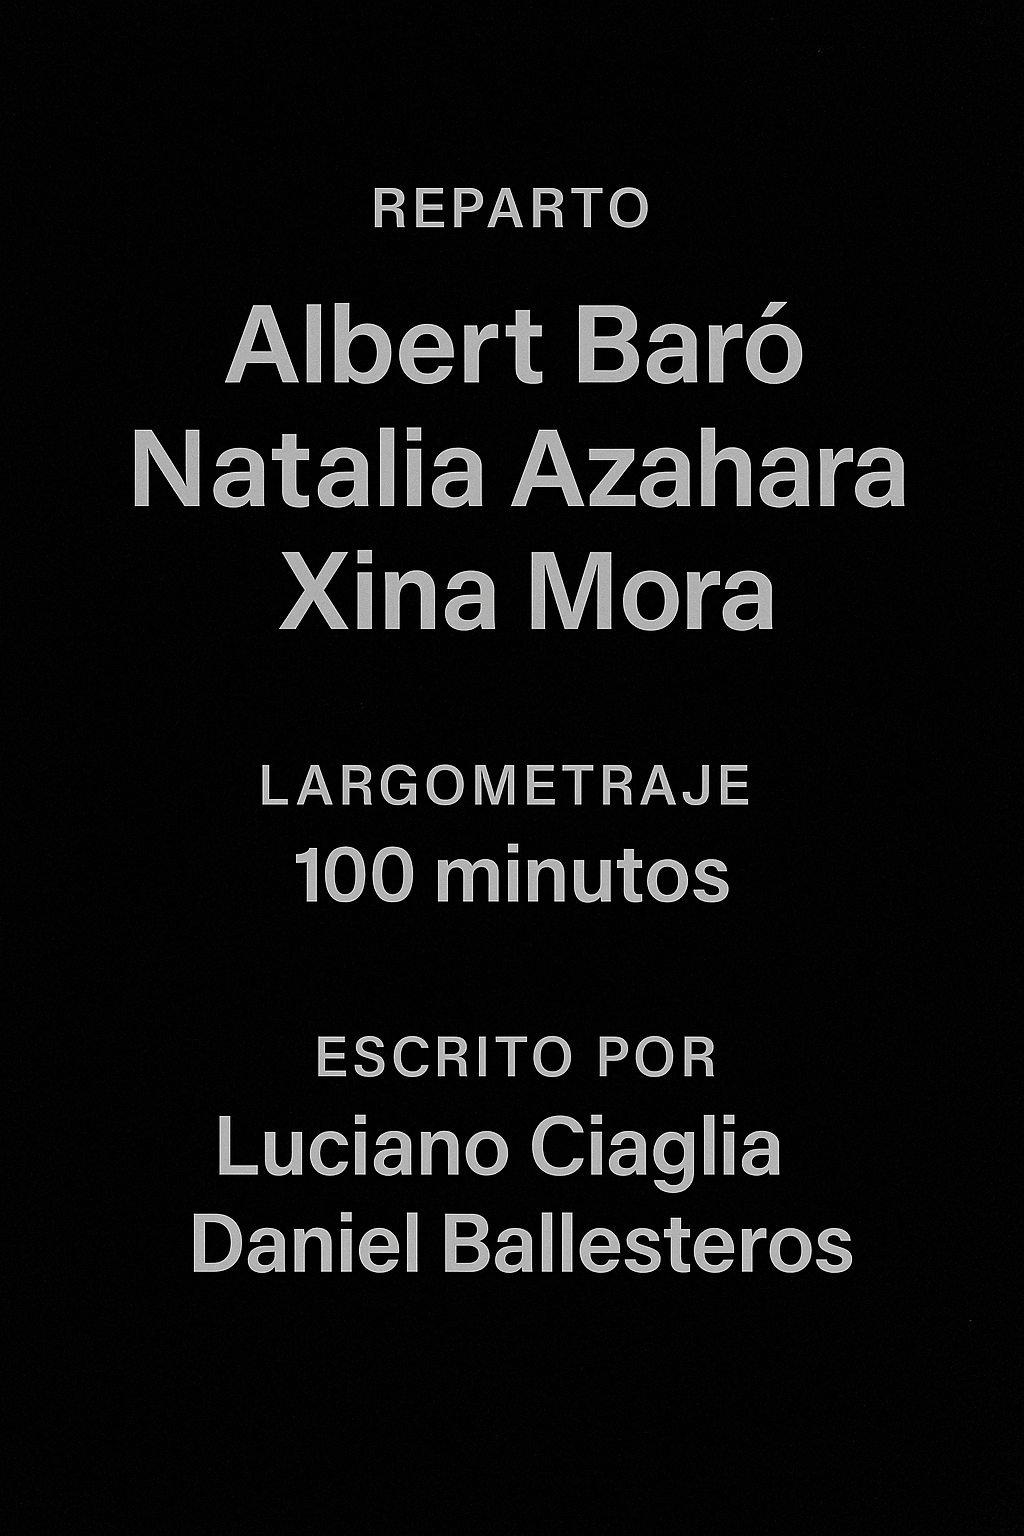 REPARTO
Albert Baró
Natalia Azahara
Xina Mora
LARGOMETRAJE
100 minutos
ESCRITO POR
Luciano Ciaglia
Daniel Ballesteros